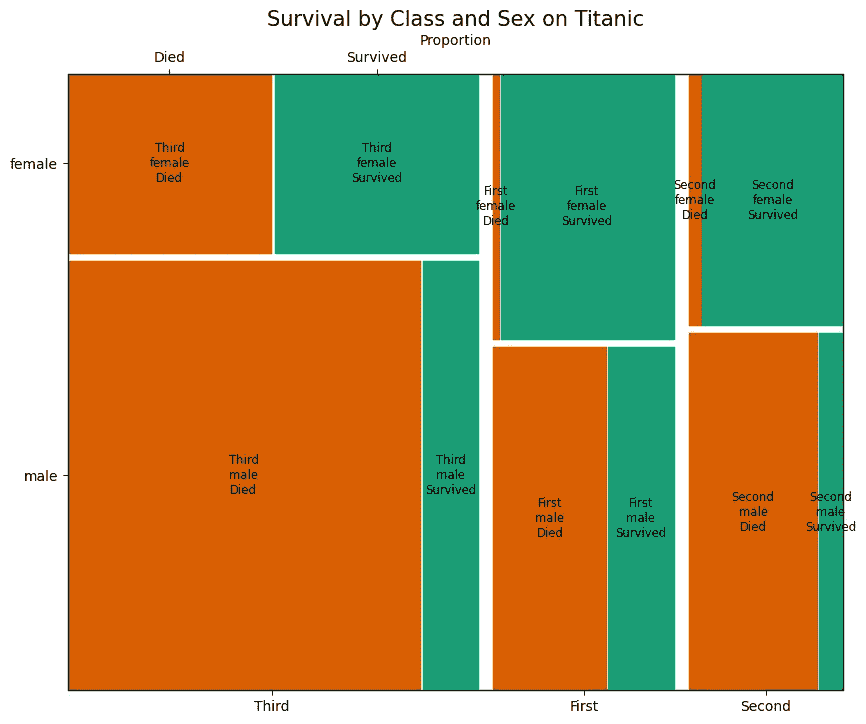 Survival by Class and Sex on Titanic
Proportion
Died
Survived
female
male
Third
female
Died
Third
female
Survived
First
female
Died
First
female
Survived
Second
female
Died
Second
female
Survived
Third
male
Died
Third
male
Survived
First
male
Died
First
male
Survived
Second
male
Died
Second
male
Survived
Third
First
Second